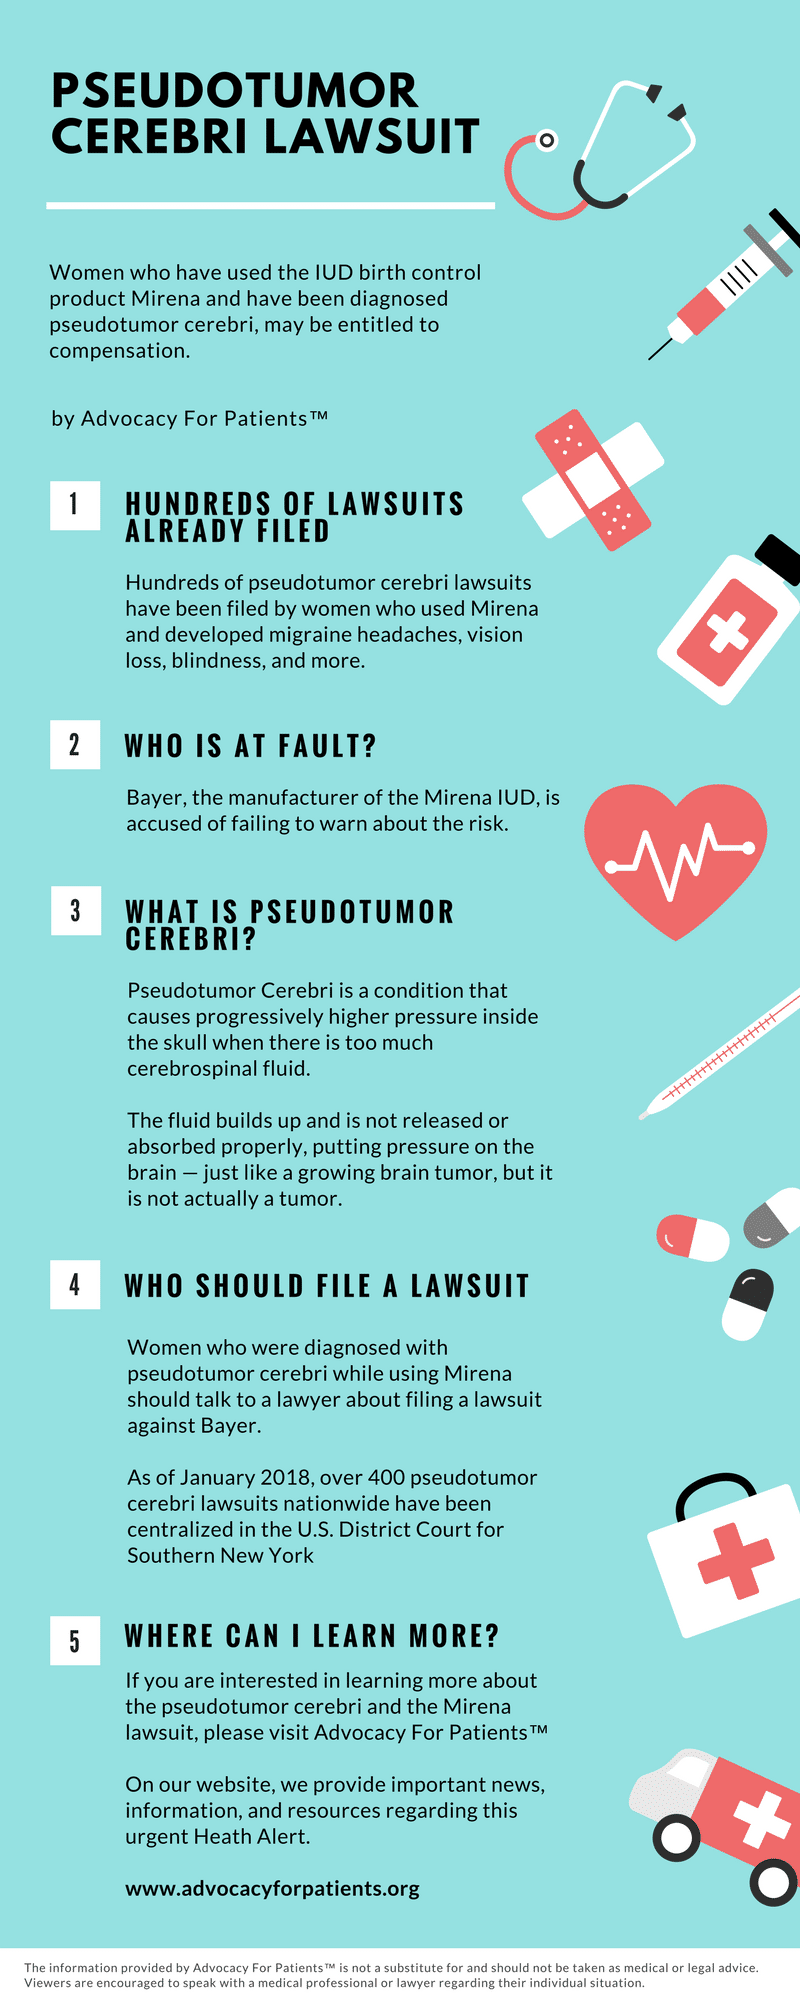 PSEUDOTUMOR
CEREBRI LAWSUIT
Women who have used the IUD birth control
product Mirena and have been diagnosed
pseudotumor cerebri, may be entitled to
compensation.
by Advocacy For Patients™
1
HUNDREDS OF LAWSUITS
ALREADY FILED
Hundreds of pseudotumor cerebri lawsuits
have been filed by women who used Mirena
and developed migraine headaches, vision
loss, blindness, and more.
2
WHO IS AT FAULT?
Bayer, the manufacturer of the Mirena IUD, is
accused of failing to warn about the risk.
3
WHAT IS PSEUDOTUMOR
CEREBRI?
Pseudotumor Cerebri is a condition that
causes progressively higher pressure inside
the skull when there is too much
cerebrospinal fluid.
The fluid builds up and is not released or
absorbed properly, putting pressure on the
brain — just like a growing brain tumor, but it
is not actually a tumor.
4
WHO SHOULD FILE A LAWSUIT
Women who were diagnosed with
pseudotumor cerebri while using Mirena
should talk to a lawyer about filing a lawsuit
against Bayer.
As of January 2018, over 400 pseudotumor
cerebri lawsuits nationwide have been
centralized in the U.S. District Court for
Southern New York
5
WHERE CAN I LEARN MORE?
If you are interested in learning more about
the pseudotumor cerebri and the Mirena
lawsuit, please visit Advocacy For Patients™
On our website, we provide important news,
information, and resources regarding this
urgent Heath Alert.
www.advocacyforpatients.org
The information provided by Advocacy For Patients™ is not a substitute for and should not be taken as medical or legal advice.
Viewers are encouraged to speak with a medical professional or lawyer regarding their individual situation.